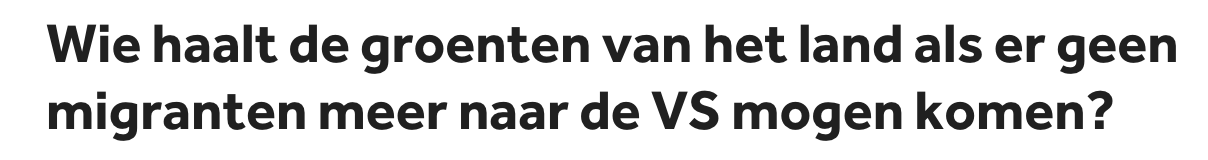 Wie haalt de groenten van het land als er geen
migranten meer naar de VS mogen komen?